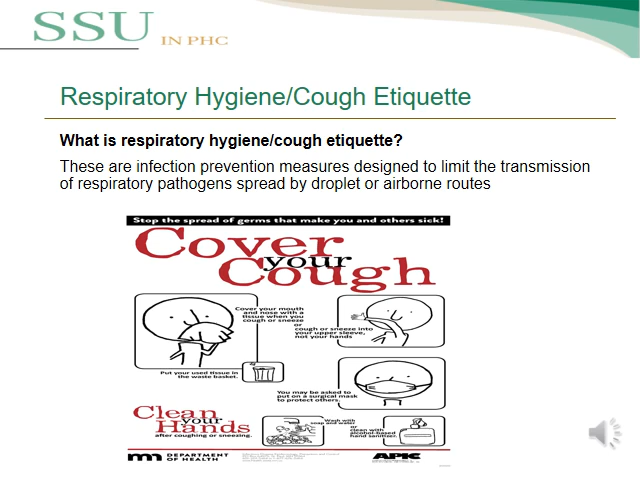 SSU IN PHC
Respiratory Hygiene/Cough Etiquette
What is respiratory hygiene/cough etiquette?
These are infection prevention measures designed to limit the transmission
of respiratory pathogens spread by droplet or airborne routes
Stop the spread of germs that make you and others sick!
Cover
your
Cough
Cover your mouth
and nose with a
tissue when you
cough or sneeze
or
cough or sneeze into
your upper sleeve,
not your hands
Put your used tissue in
the waste basket.
You may be asked to
put on a surgical mask
to protect others.
Clean
your
Hands
after coughing or sneezing.
Wash with
soap and water
or
clean with
alcohol-based
hand sanitizer.
DEPARTMENT
OF HEALTH
APIC